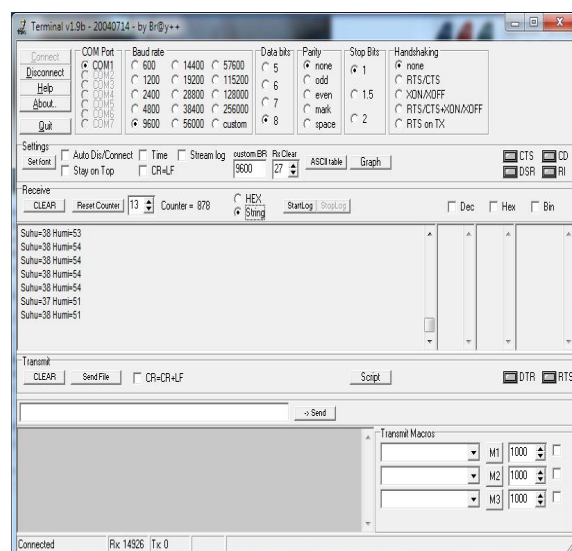 Terminal v1.9b - 20040714 - by Br@y++
Connect
Disconnect
Help
About..
Quit
COM Port
COM1
COM2
COM3
COM4
COM5
COM6
COM7
Baud rate
600 14400 57600
1200 19200 115200
2400 28800 128000
4800 38400 256000
9600 56000 custom
Data bits
5
6
7
8
Parity
none
odd
even
mark
space
Stop Bits
1
1.5
2
Handshaking
none
RTS/CTS
XON/XOFF
RTS/CTS+XON/XOFF
RTS on TX
Settings
Set font
Auto Dis/Connect Time Stream log
Stay on Top CR=LF
custom BR Rx Clear
9600 27
ASCII table Graph
CTS CD
DSR RI
Receive
CLEAR Reset Counter 13 Counter = 878
HEX
String
StartLog StopLog
Dec Hex Bin
Suhu=38 Humi=53
Suhu=38 Humi=54
Suhu=38 Humi=54
Suhu=38 Humi=54
Suhu=38 Humi=54
Suhu=37 Humi=51
Suhu=38 Humi=51
Transmit
CLEAR Send File CR=CR+LF Script
DTR RTS
-> Send
Transmit Macros
M1 1000
M2 1000
M3 1000
Connected Rx: 14926 Tx: 0